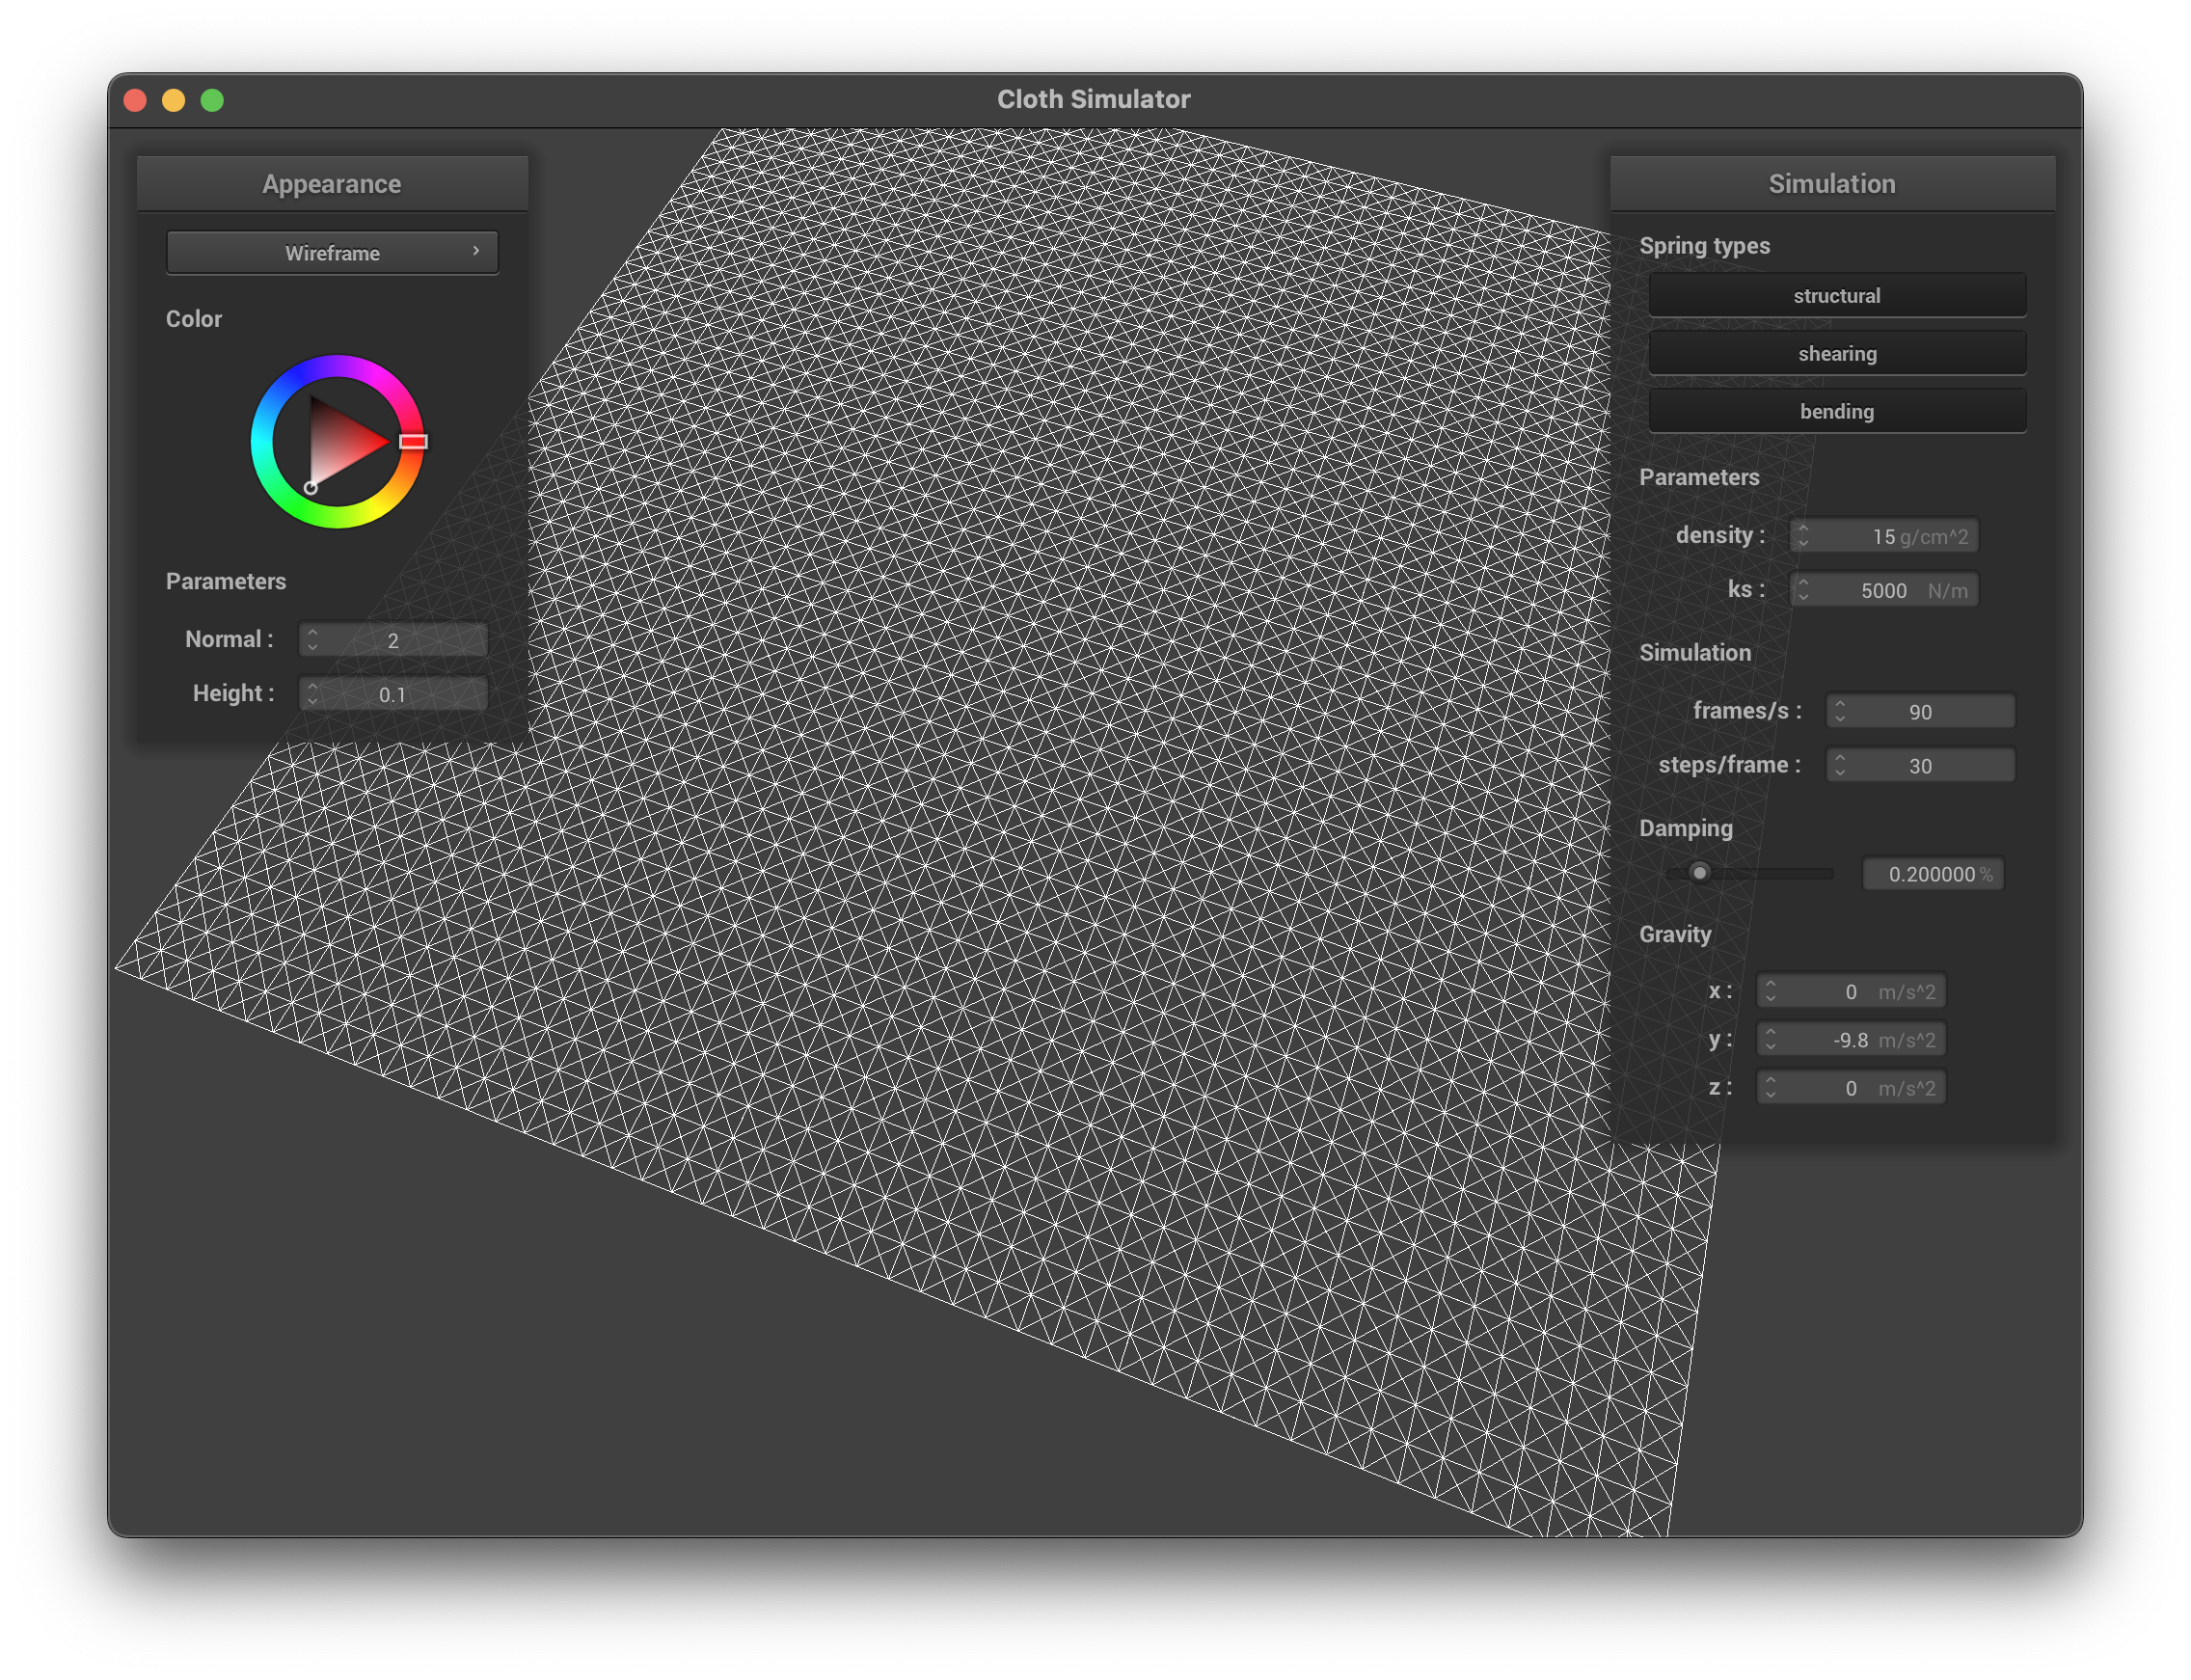 Cloth Simulator
Appearance
Wireframe
Color
Parameters
Normal : 2
Height : 0.1
Simulation
Spring types
structural
shearing
bending
Parameters
density : 15 g/cm^2
ks : 5000 N/m
Simulation
frames/s : 90
steps/frame : 30
Damping
0.200000 %
Gravity
x : 0 m/s^2
y : -9.8 m/s^2
z : 0 m/s^2